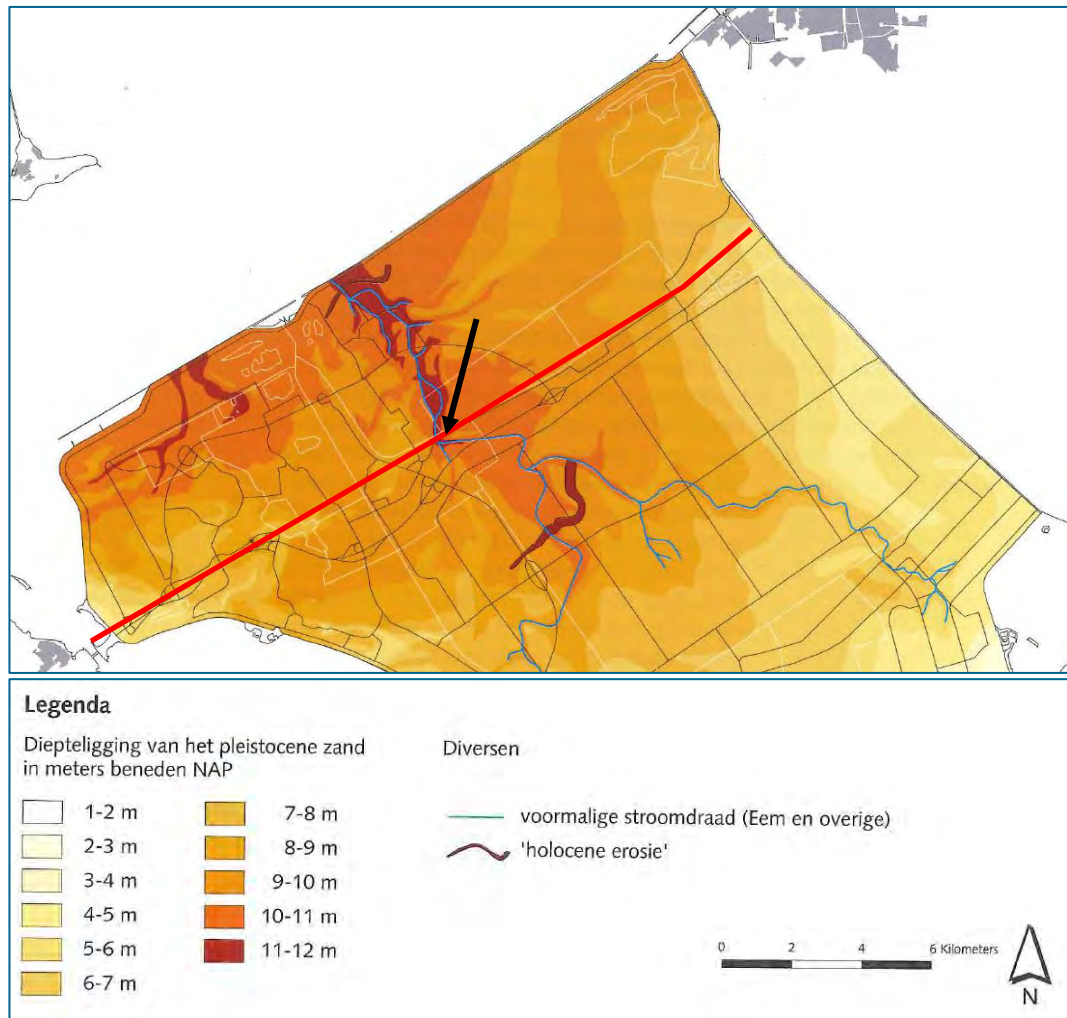 Legenda
Diepteligging van het pleistocene zand
in meters beneden NAP
1-2 m
2-3 m
3-4 m
4-5 m
5-6 m
6-7 m
7-8 m
8-9 m
9-10 m
10-11 m
11-12 m
Diversen
voormalige stroomdraad (Eem en overige)
'holocene erosie'
0 2 4 6 Kilometers
N